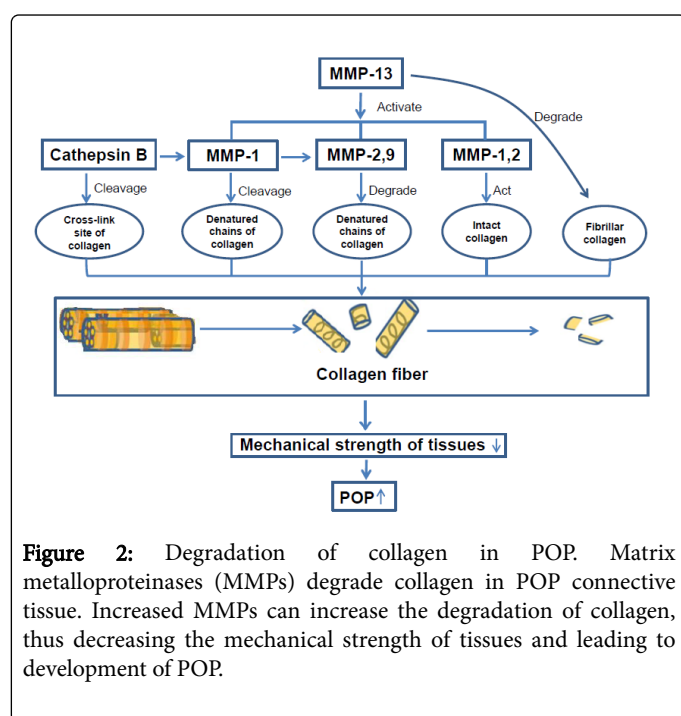 MMP-13
Activate
Degrade
Cathepsin B
MMP-1
MMP-2,9
MMP-1,2
Cleavage
Cleavage
Degrade
Act
Cross-link
site of
collagen
Denatured
chains of
collagen
Denatured
chains of
collagen
Intact
collagen
Fibrillar
collagen
Collagen fiber
Mechanical strength of tissues ↓
POP↑
Figure 2: Degradation of collagen in POP. Matrix
metalloproteinases (MMPs) degrade collagen in POP connective
tissue. Increased MMPs can increase the degradation of collagen,
thus decreasing the mechanical strength of tissues and leading to
development of POP.